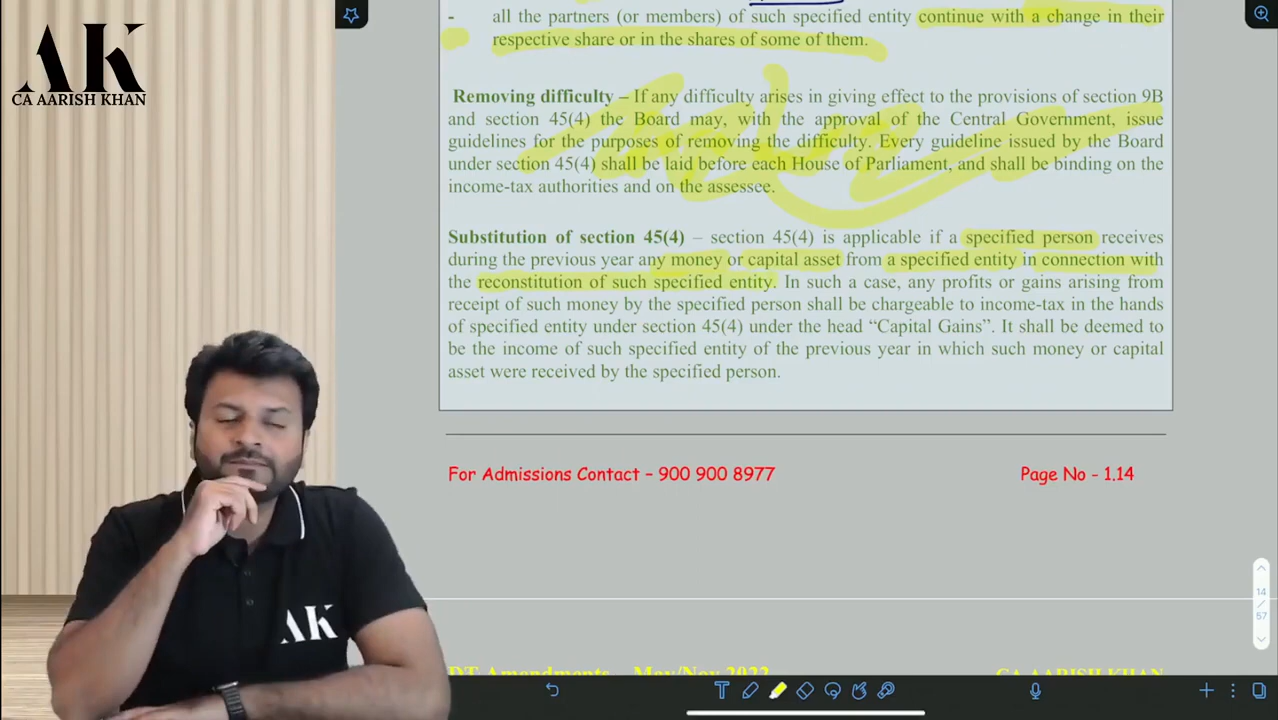 AK
CA AARISH KHAN
- all the partners (or members) of such specified entity continue with a change in their
respective share or in the shares of some of them.
Removing difficulty – If any difficulty arises in giving effect to the provisions of section 9B
and section 45(4) the Board may, with the approval of the Central Government, issue
guidelines for the purposes of removing the difficulty. Every guideline issued by the Board
under section 45(4) shall be laid before each House of Parliament, and shall be binding on the
income-tax authorities and on the assessee.
Substitution of section 45(4) – section 45(4) is applicable if a specified person receives
during the previous year any money or capital asset from a specified entity in connection with
the reconstitution of such specified entity. In such a case, any profits or gains arising from
receipt of such money by the specified person shall be chargeable to income-tax in the hands
of specified entity under section 45(4) under the head “Capital Gains”. It shall be deemed to
be the income of such specified entity of the previous year in which such money or capital
asset were received by the specified person.
For Admissions Contact – 900 900 8977 Page No - 1.14
14
/
57
AK
DT Amendments – May/Nov 2022 CA AARISH KHAN